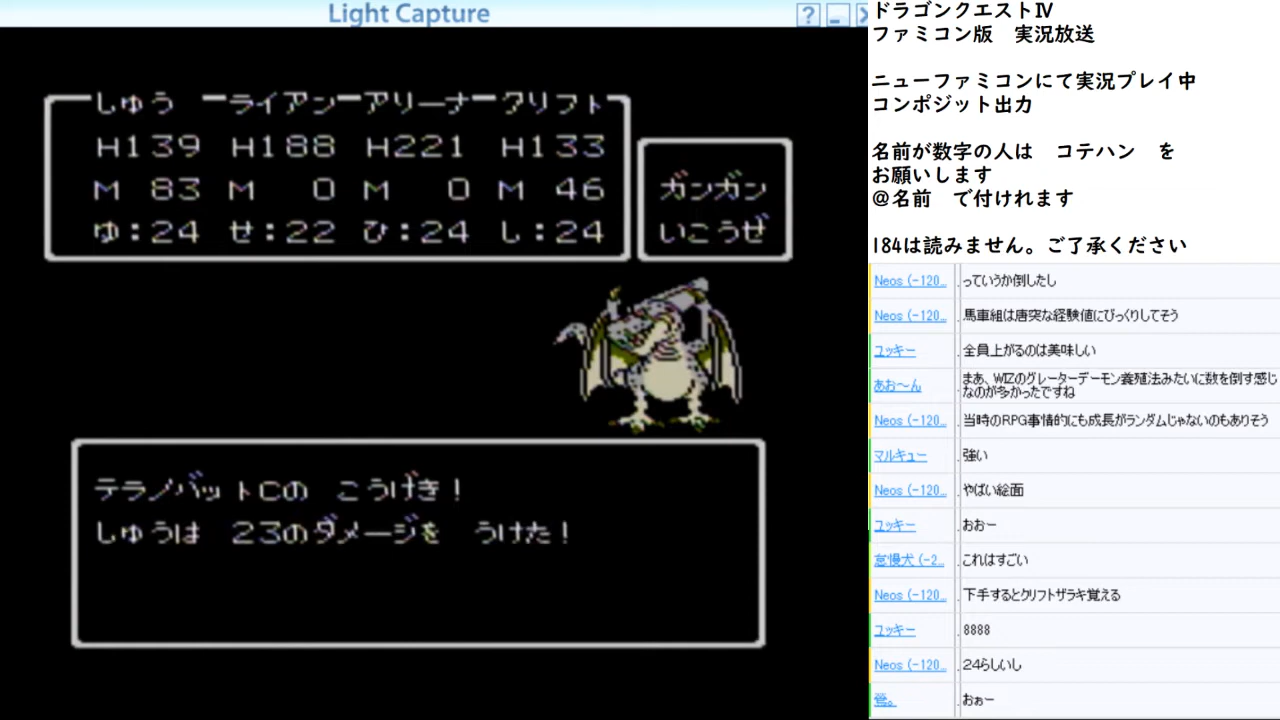 Light Capture
しゅう ライアン アリーナ クリフト
H139 H188 H221 H133
M 83 M 0 M 0 M 46
ゆ:24 せ:22 ひ:24 し:24
ガンガン
いこうぜ
テラノバットCの こうげき!
しゅうは 23のダメージを うけた!
ドラゴンクエストⅣ
ファミコン版 実況放送
ニューファミコンにて実況プレイ中
コンポジット出力
名前が数字の人は コテハン を
お願いします
@名前 で付けれます
184は読みません。ご了承ください
Neos (-120... .っていうか倒したし
Neos (-120... .馬車組は唐突な経験値にびっくりしてそう
ユッキー .全員上がるのは美味しい
あお~ん .まあ、WIZのグレーターデーモン養殖法みたいに数を倒す感じ
なのが多かったですね
Neos (-120... .当時のRPG事情的にも成長がランダムじゃないのもありそう
マルキュー .強い
Neos (-120... .やばい絵面
ユッキー .おおー
怠慢犬 (-2... .これはすごい
Neos (-120... .下手するとクリフトザラキ覚える
ユッキー .8888
Neos (-120... .24らしいし
.おぉー